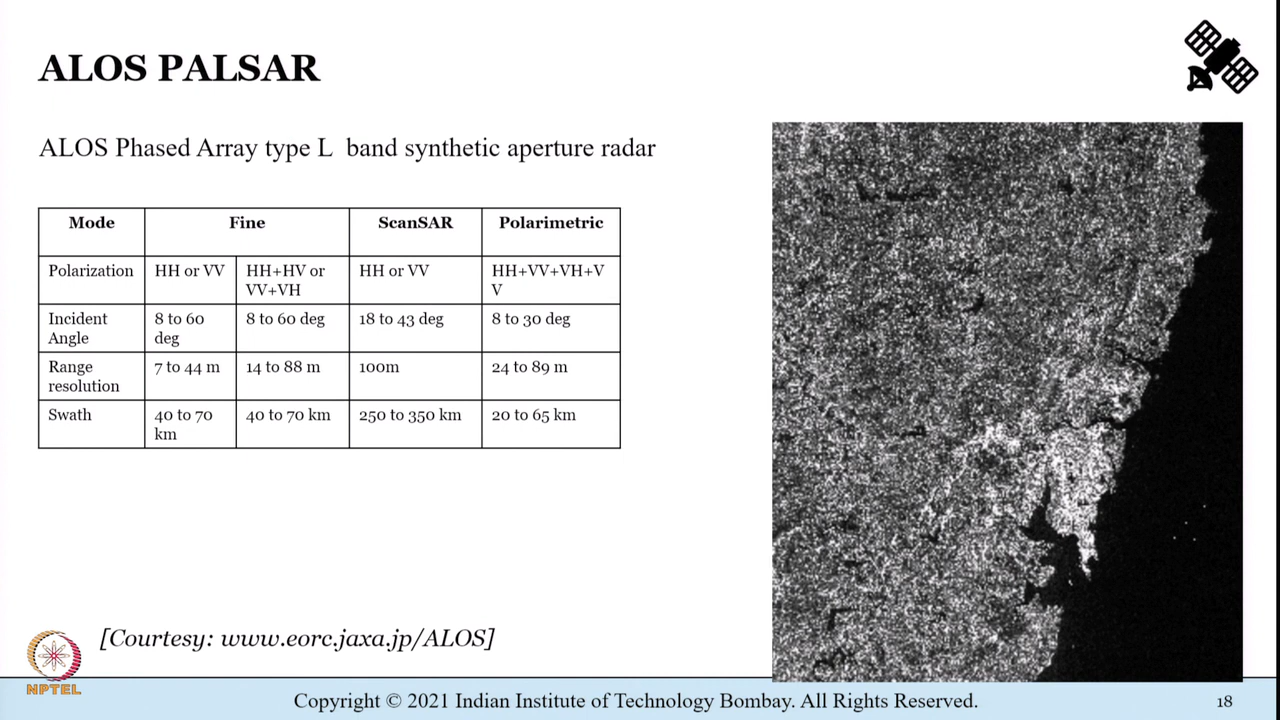 ALOS PALSAR
ALOS Phased Array type L band synthetic aperture radar
Mode Fine ScanSAR Polarimetric
Polarization HH or VV HH+HV or VV+VH HH or VV HH+VV+VH+V V
Incident Angle 8 to 60 deg 8 to 60 deg 18 to 43 deg 8 to 30 deg
Range resolution 7 to 44 m 14 to 88 m 100m 24 to 89 m
Swath 40 to 70 km 40 to 70 km 250 to 350 km 20 to 65 km
[Courtesy: www.eorc.jaxa.jp/ALOS]
NPTEL
Copyright © 2021 Indian Institute of Technology Bombay. All Rights Reserved.
18